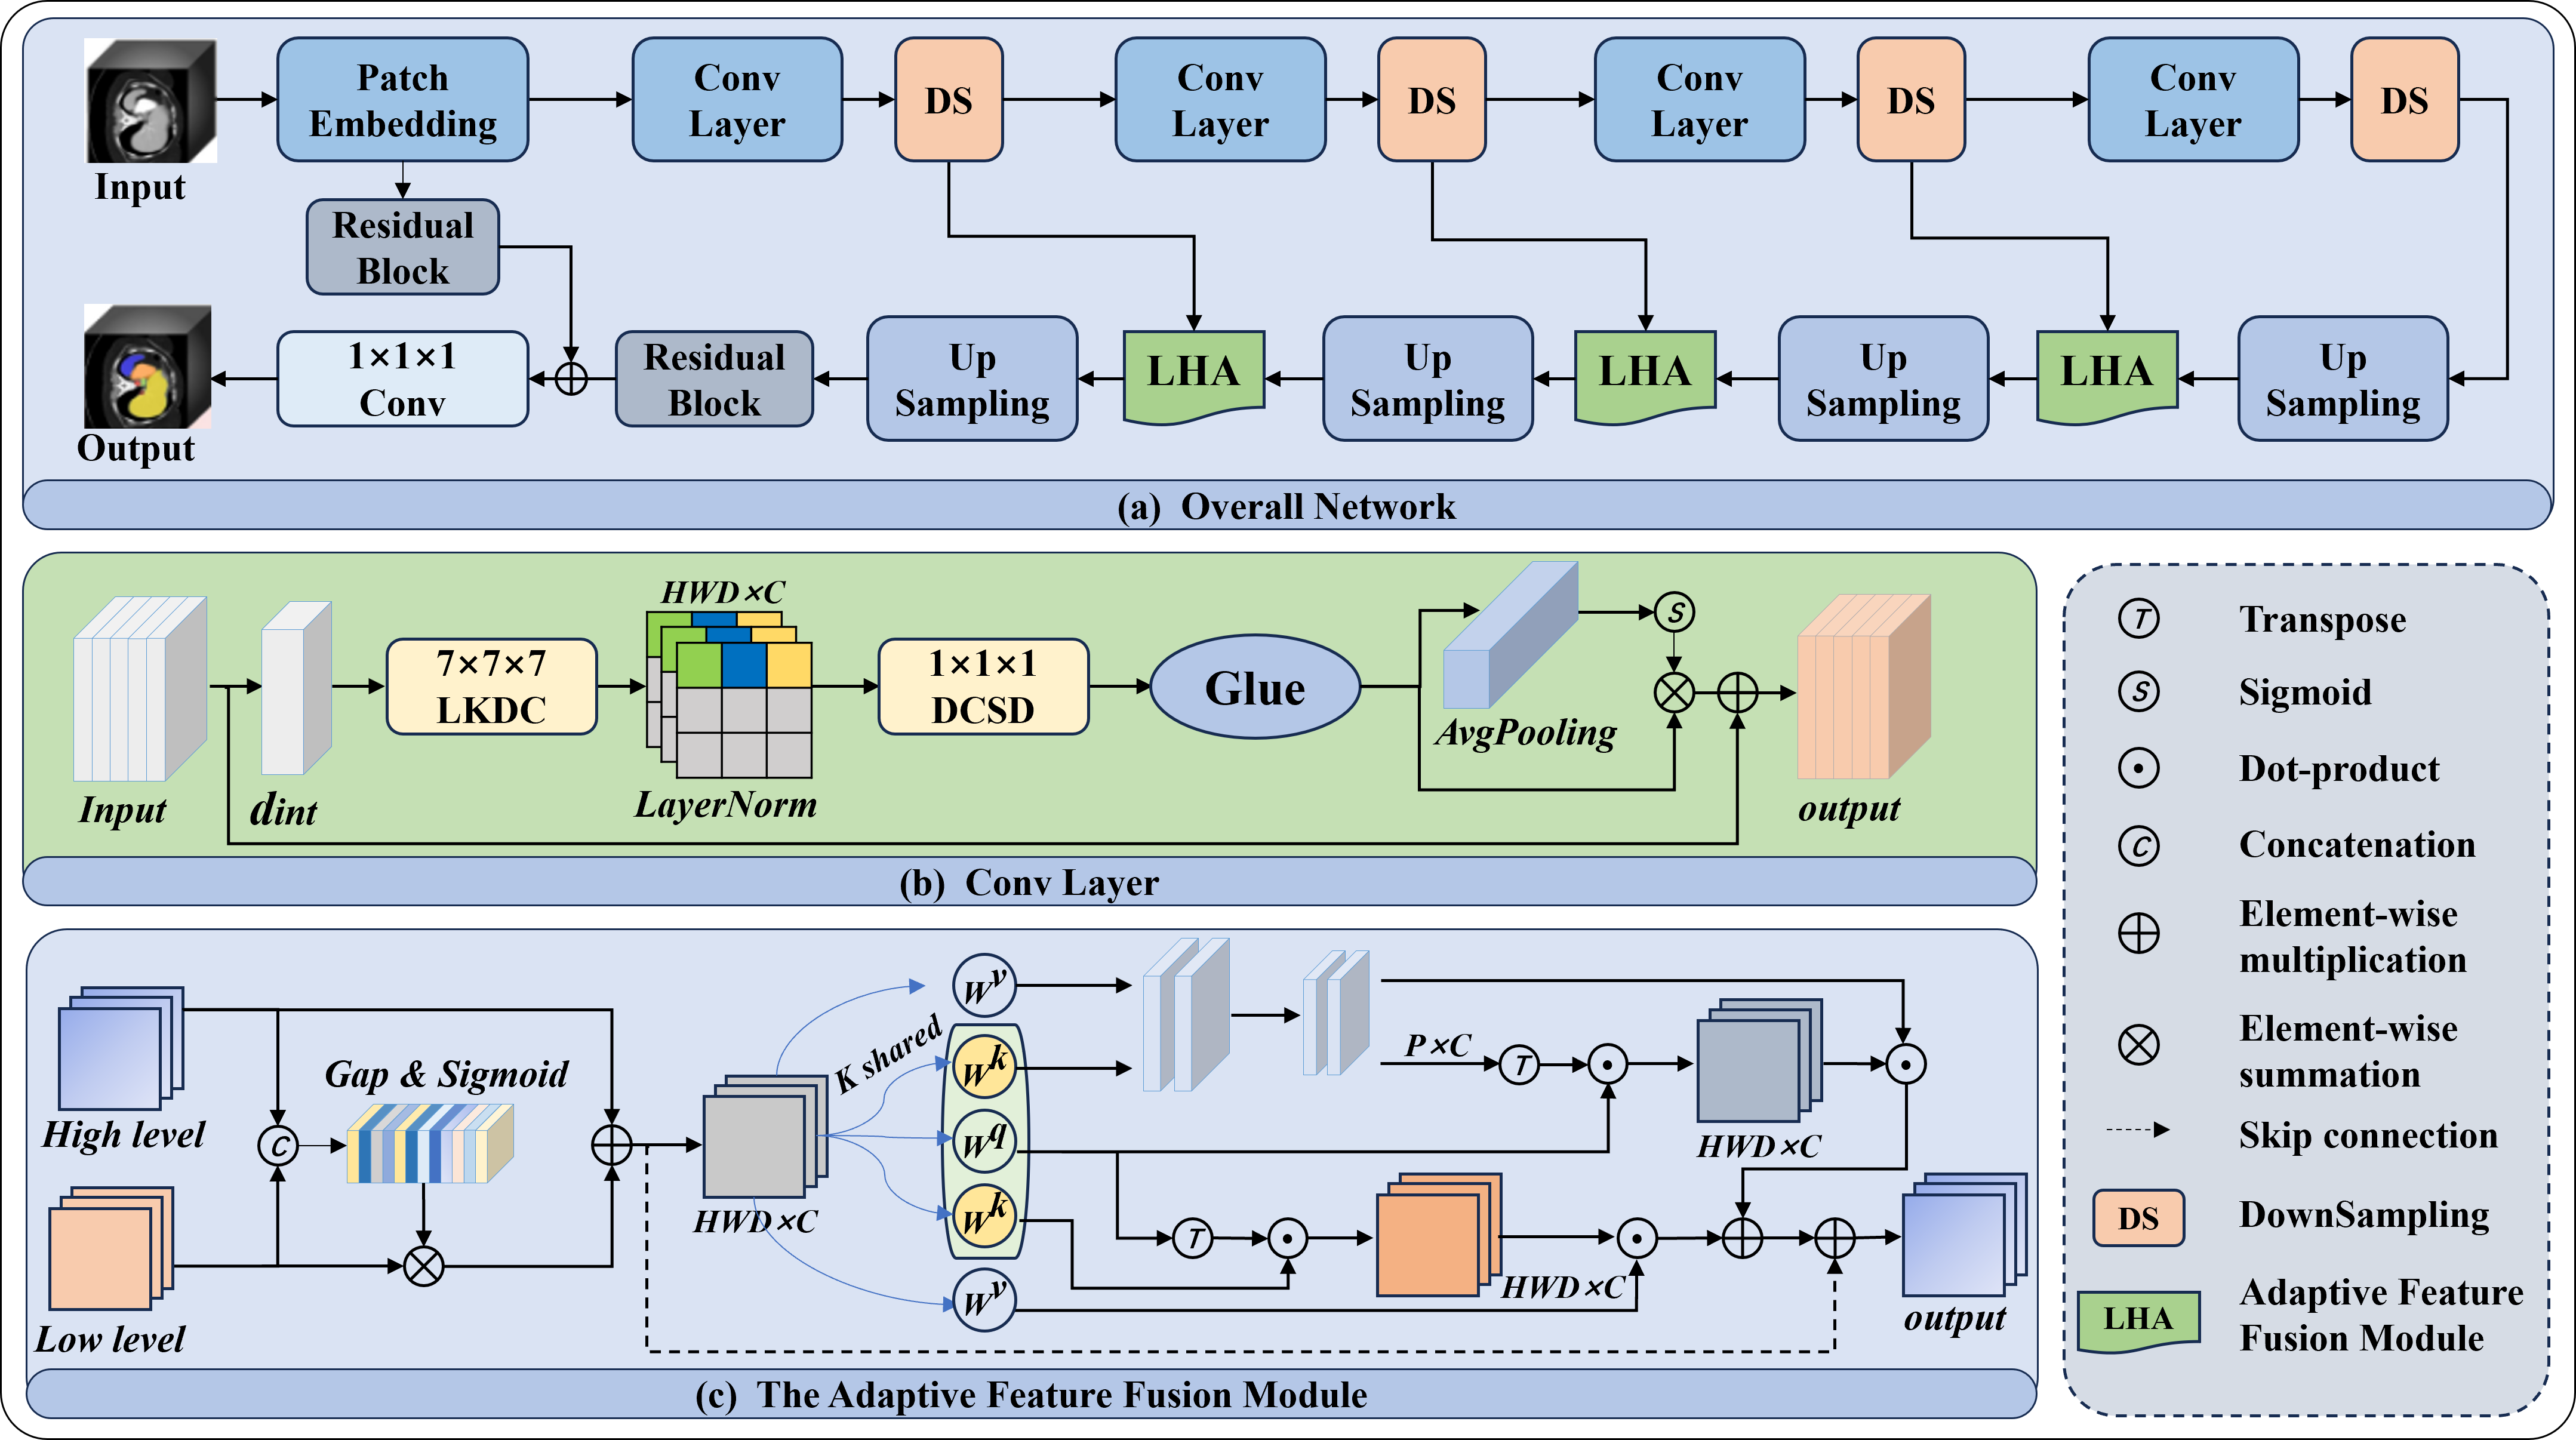 Patch
Embedding
Conv
Layer
DS
Conv
Layer
DS
Conv
Layer
DS
Conv
Layer
DS
Input
Residual
Block
Output
1×1×1
Conv
Residual
Block
Up
Sampling
LHA
Up
Sampling
LHA
Up
Sampling
LHA
Up
Sampling
(a) Overall Network
Input
dint
7×7×7
LKDC
HWD×C
LayerNorm
1×1×1
DCSD
Glue
AvgPooling
S
output
(b) Conv Layer
High level
Low level
C
Gap & Sigmoid
HWD×C
K shared
W^v
W^k
W^q
W^k
W^v
P×C
T
HWD×C
T
HWD×C
output
(c) The Adaptive Feature Fusion Module
T Transpose
S Sigmoid
Dot-product
C Concatenation
Element-wise
multiplication
Element-wise
summation
Skip connection
DS DownSampling
LHA Adaptive Feature
Fusion Module